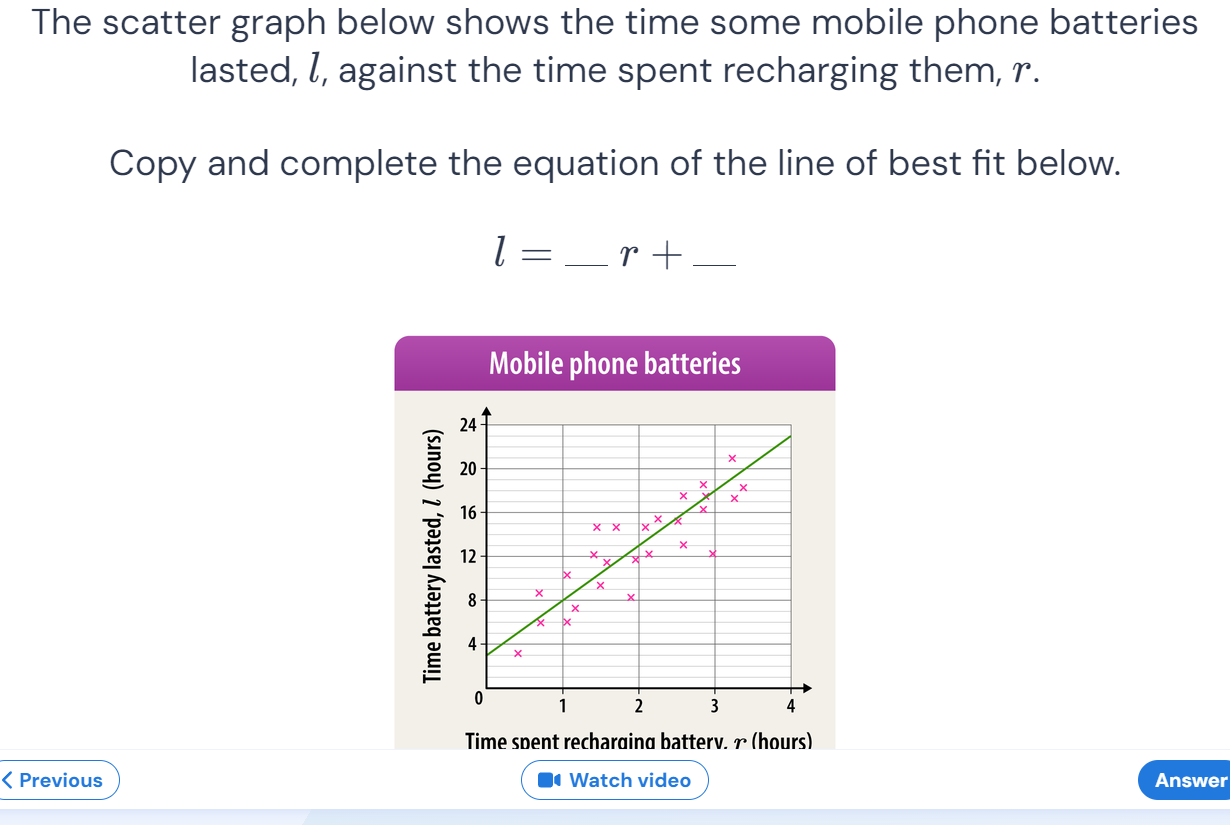 The scatter graph below shows the time some mobile phone batteries
lasted, l, against the time spent recharging them, r.
Copy and complete the equation of the line of best fit below.
l = __ r + __
Mobile phone batteries
Time battery lasted, l (hours)
24
20
16
12
8
4
0
1
2
3
4
Time spent recharging battery, r (hours)
Previous
Watch video
Answer